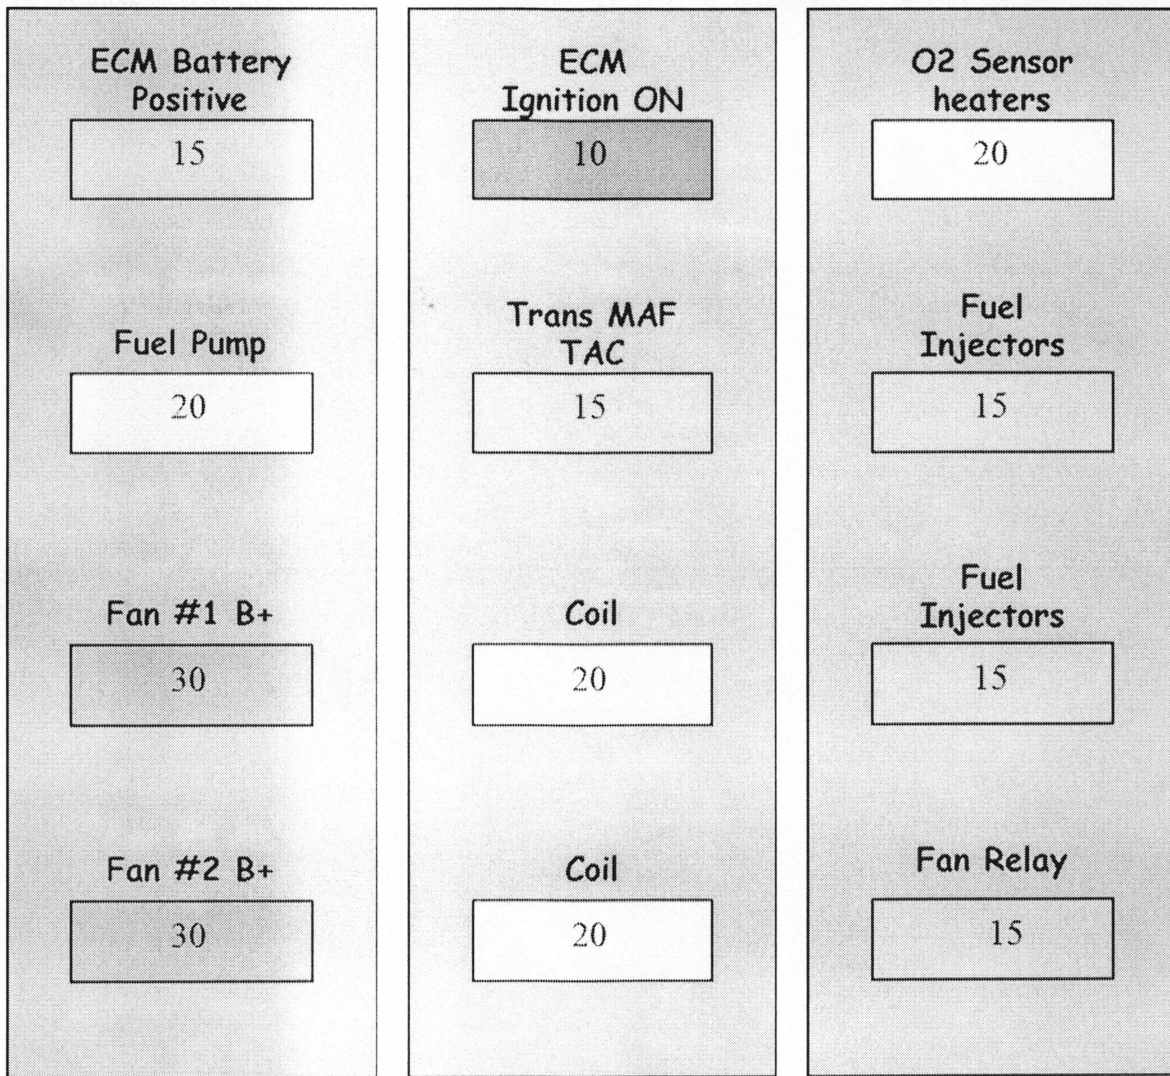 ECM Battery
Positive
15
Fuel Pump
20
Fan #1 B+
30
Fan #2 B+
30
ECM
Ignition ON
10
Trans MAF
TAC
15
Coil
20
Coil
20
O2 Sensor
heaters
20
Fuel
Injectors
15
Fuel
Injectors
15
Fan Relay
15